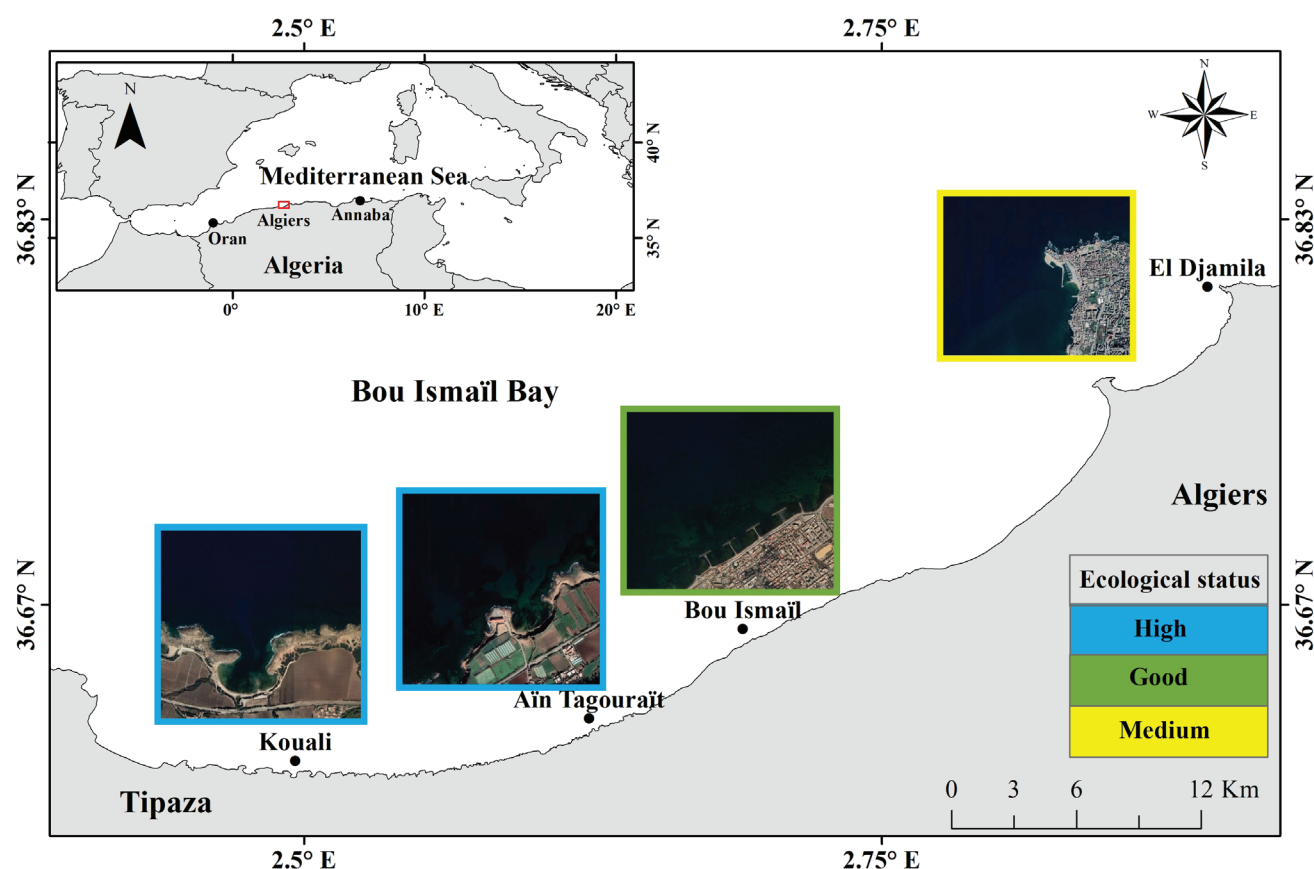 2.5° E
2.75° E
N
Mediterranean Sea
Oran
Algiers
Annaba
Algeria
0°
10° E
20° E
40° N
35° N
36.83° N
36.83° N
N
W
E
S
El Djamila
Bou Ismaïl Bay
Algiers
Bou Ismaïl
Aïn Tagouraït
Kouali
Tipaza
36.67° N
36.67° N
Ecological status
High
Good
Medium
0 3 6 12 Km
2.5° E
2.75° E